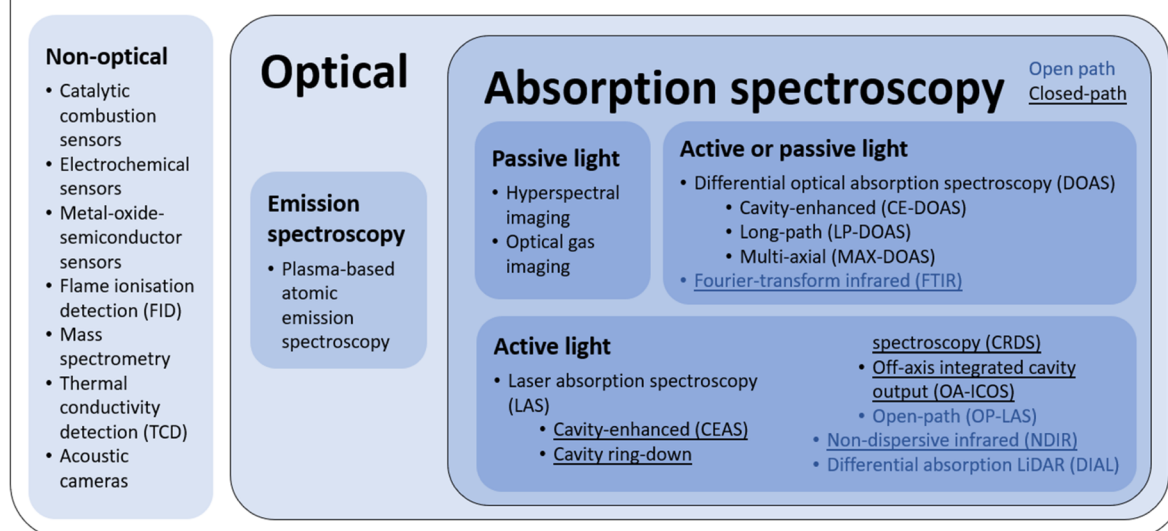 Non-optical
• Catalytic
combustion
sensors
• Electrochemical
sensors
• Metal-oxide-
semiconductor
sensors
• Flame ionisation
detection (FID)
• Mass
spectrometry
• Thermal
conductivity
detection (TCD)
• Acoustic
cameras
Optical
Emission
spectroscopy
• Plasma-based
atomic
emission
spectroscopy
Absorption spectroscopy
Open path
Closed-path
Passive light
• Hyperspectral
imaging
• Optical gas
imaging
Active or passive light
• Differential optical absorption spectroscopy (DOAS)
• Cavity-enhanced (CE-DOAS)
• Long-path (LP-DOAS)
• Multi-axial (MAX-DOAS)
• Fourier-transform infrared (FTIR)
Active light
• Laser absorption spectroscopy
(LAS)
• Cavity-enhanced (CEAS)
• Cavity ring-down
spectroscopy (CRDS)
• Off-axis integrated cavity
output (OA-ICOS)
• Open-path (OP-LAS)
• Non-dispersive infrared (NDIR)
• Differential absorption LiDAR (DIAL)